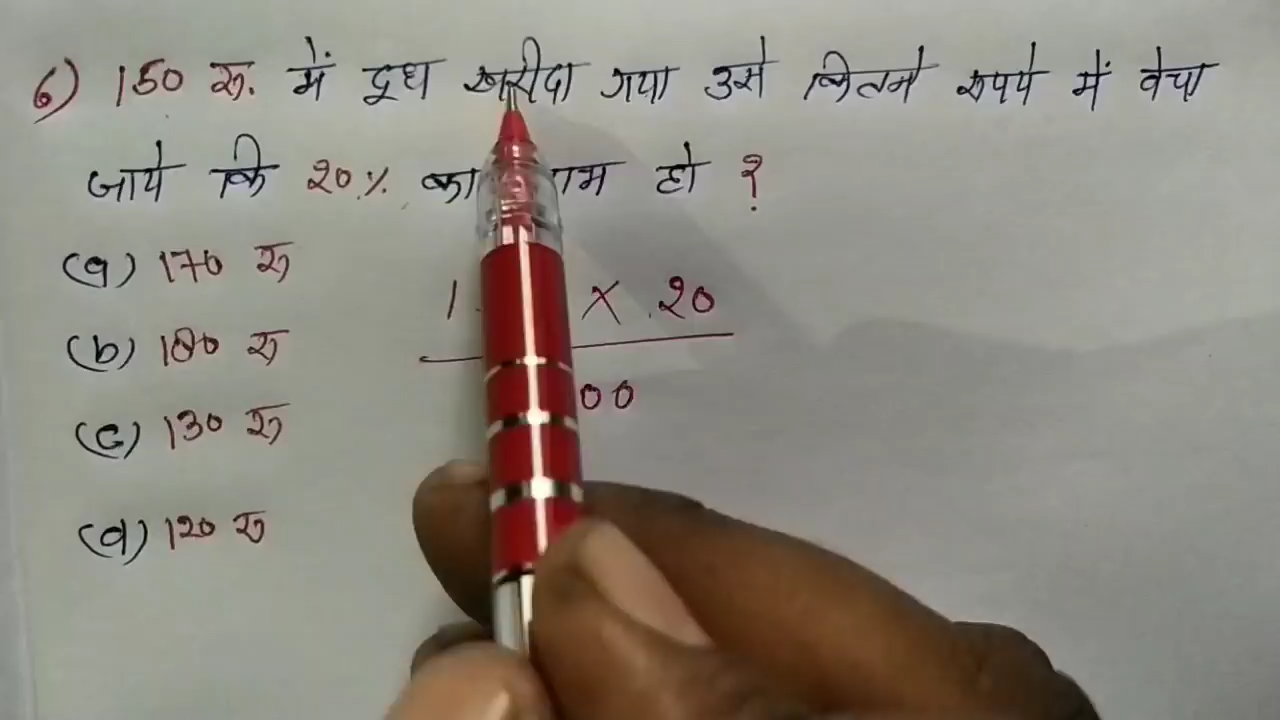 6) 150 रु. में दूध खरीदा गया उसे कितने रूपये में बेचा
जाये कि 20% का हो ?
(a) 170 रु
(b) 180 रु
(c) 130 रु
(d) 120 रु
X 20